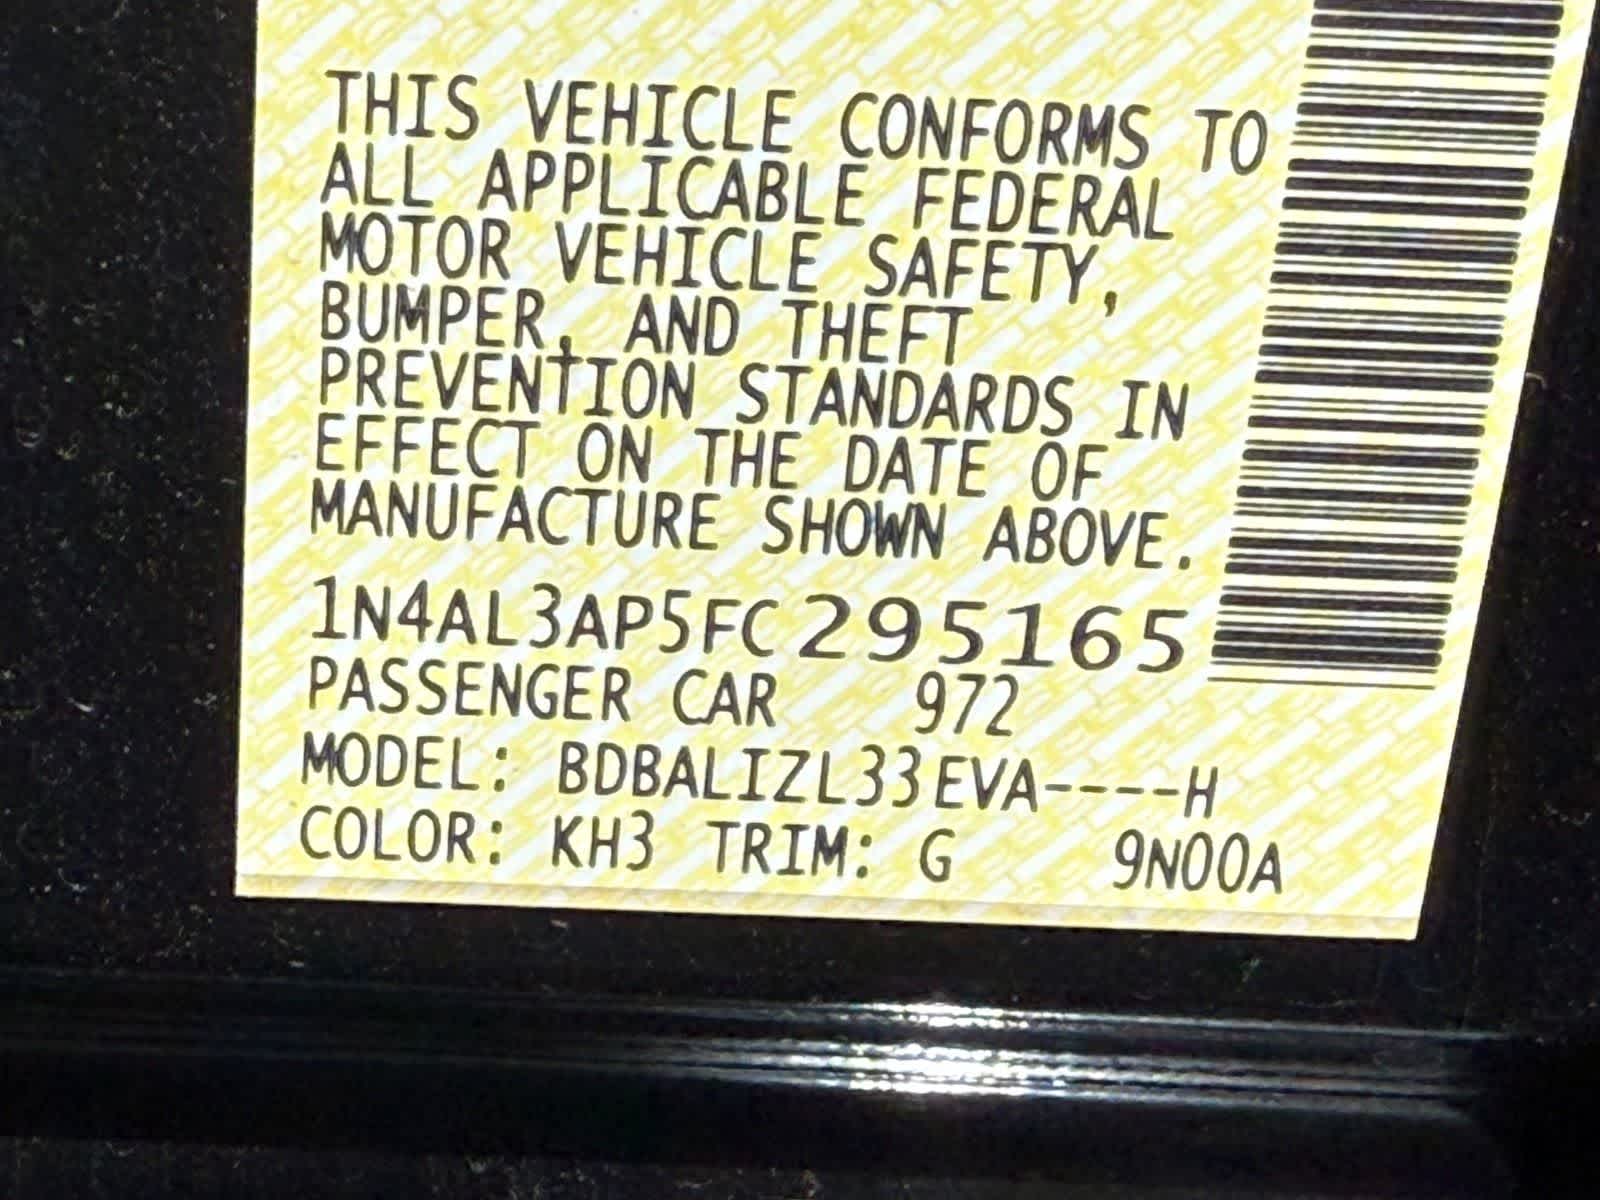 THIS VEHICLE CONFORMS TO
ALL APPLICABLE FEDERAL
MOTOR VEHICLE SAFETY,
BUMPER, AND THEFT
PREVENTION STANDARDS IN
EFFECT ON THE DATE OF
MANUFACTURE SHOWN ABOVE.
1N4AL3AP5FC295165
PASSENGER CAR 972
MODEL: BDBALIZL33EVA----H
COLOR: KH3 TRIM: G 9N00A